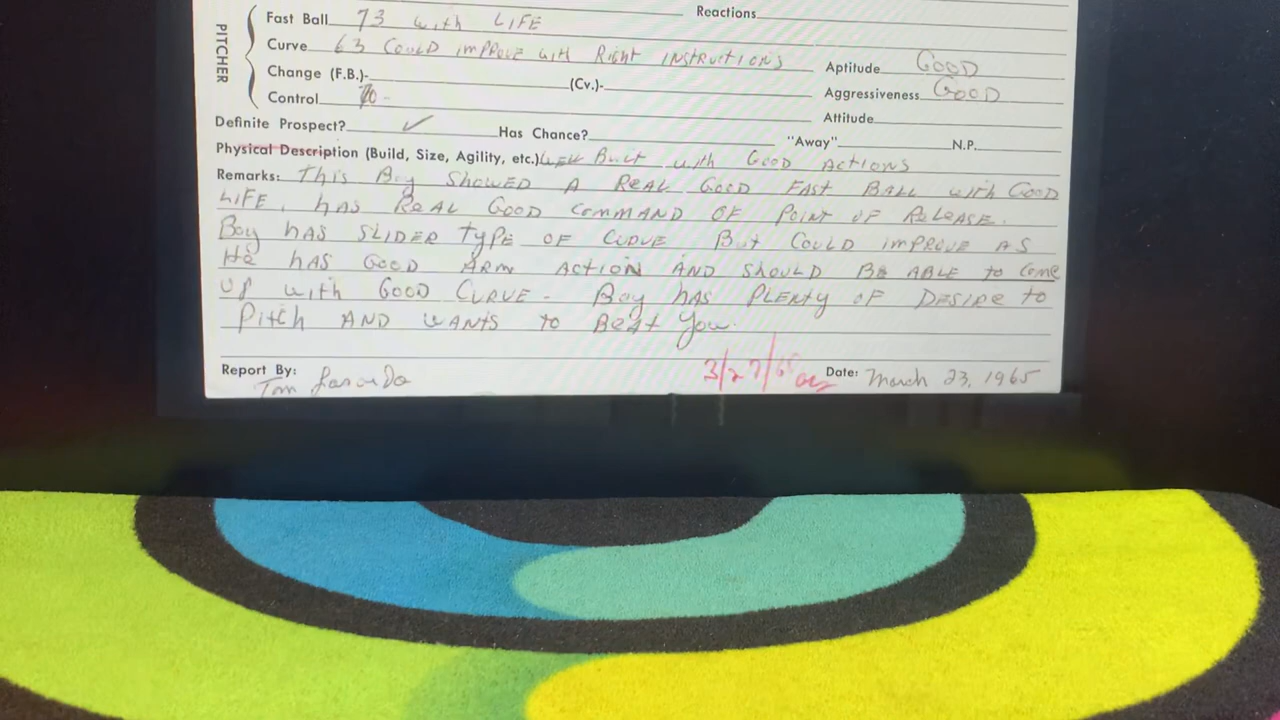 Fast Ball 73 with LiFE Reactions
PITCHER
Curve 63 COULD imPROVE with Right iNSTRUCTiONS
Aptitude GOOD
Change (F.B.)- (Cv.)-
Aggressiveness GOOD
Control 70 -
Attitude
Definite Prospect? ✓ Has Chance? "Away" N.P.
Physical Description (Build, Size, Agility, etc.) WELL BuiLt with GOOD ACTiONS
Remarks: This Boy SHOWED A REAL GOOD FAST BALL with GOOD
LiFE. hAS REAL GOOD COMMAND OF POiNT OF RELEASE.
Boy hAS SLiDER TYPE OF CURVE But COULD imPROVE AS
HE hAS GOOD ARM ACTiON AND SHOULD BE ABLE to COME
UP with GOOD CURVE - Boy hAS PLENTY OF DESiRE to
PitCh AND WANTS to BEAt You.
Report By: Tom Lasorda 3/27/65 Date: March 23, 1965